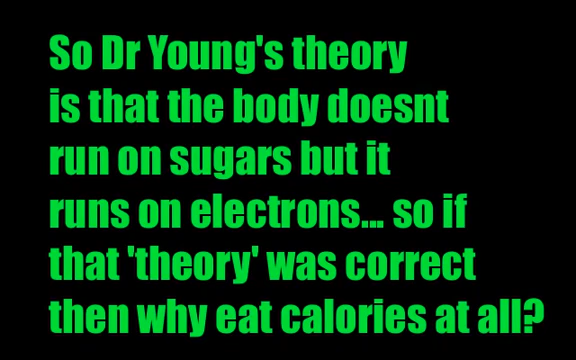 So Dr Young's theory
is that the body doesnt
run on sugars but it
runs on electrons... so if
that 'theory' was correct
then why eat calories at all?